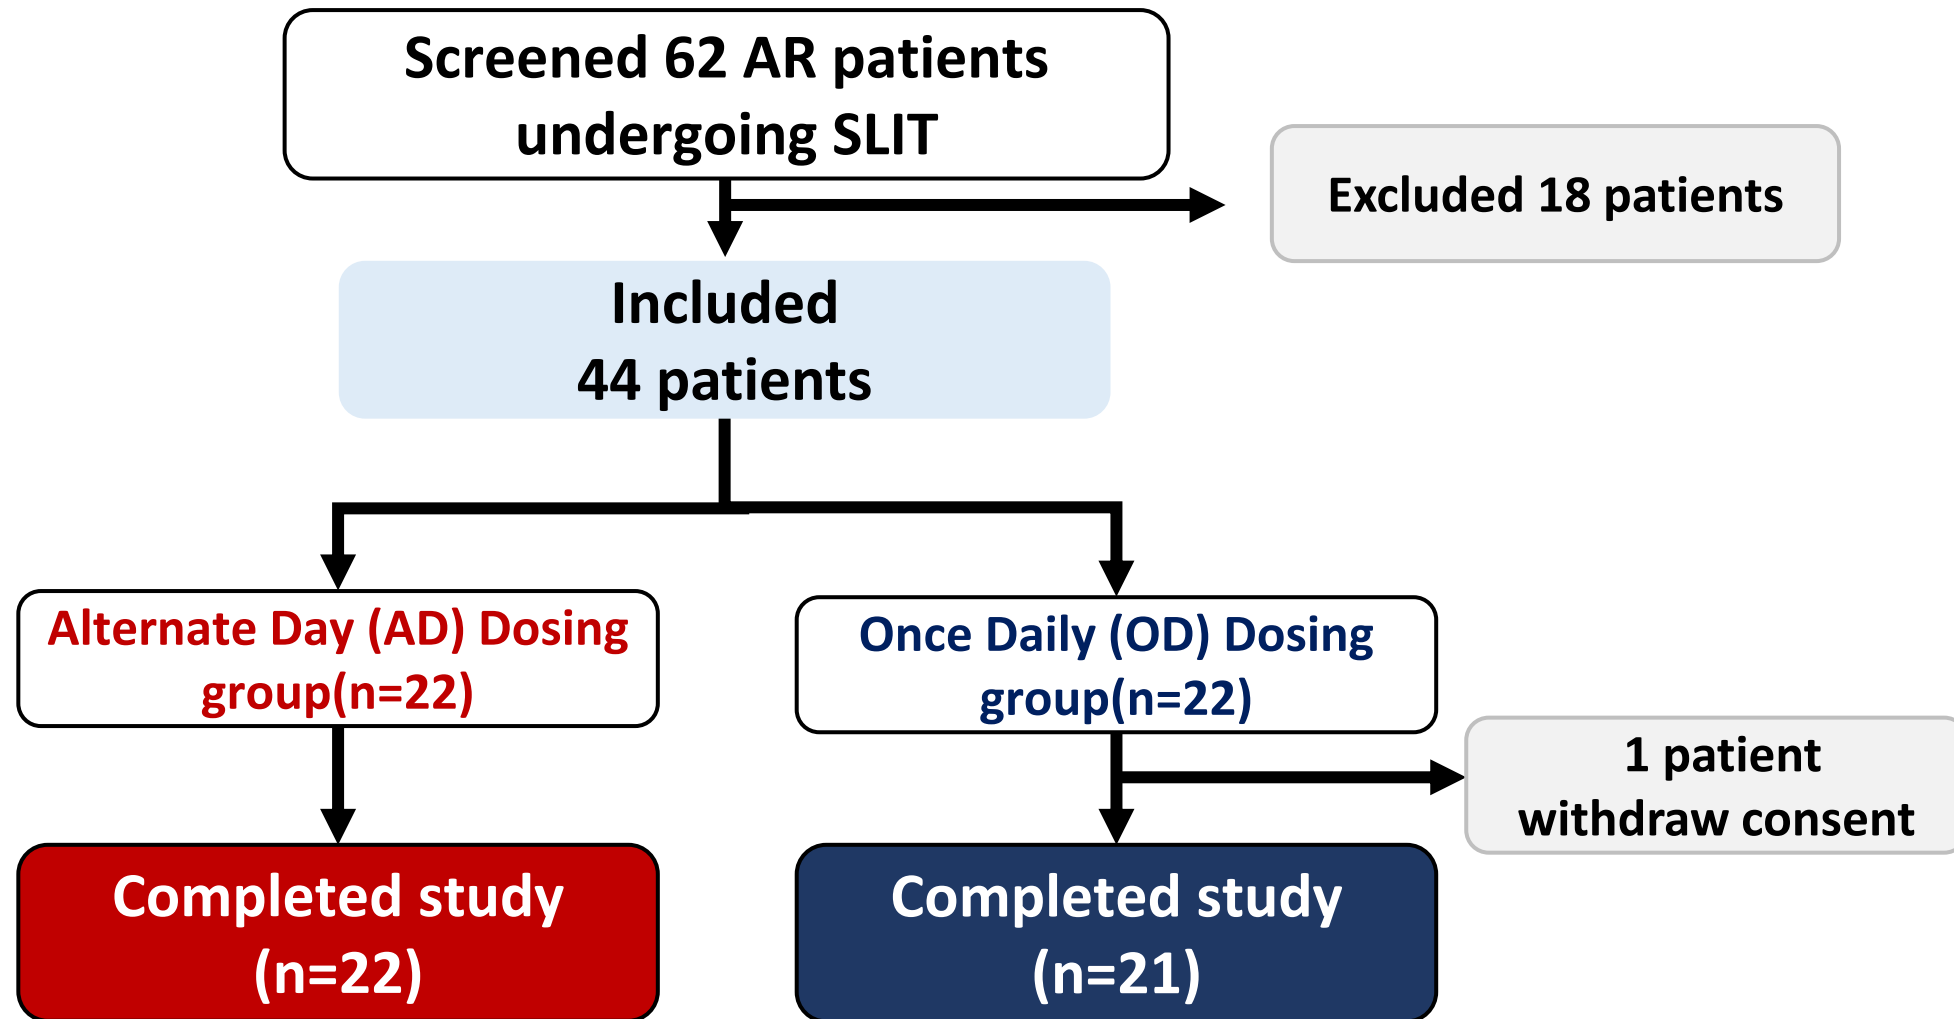 Screened 62 AR patients
undergoing SLIT
Excluded 18 patients
Included
44 patients
Alternate Day (AD) Dosing
group(n=22)
Once Daily (OD) Dosing
group(n=22)
1 patient
withdraw consent
Completed study
(n=22)
Completed study
(n=21)